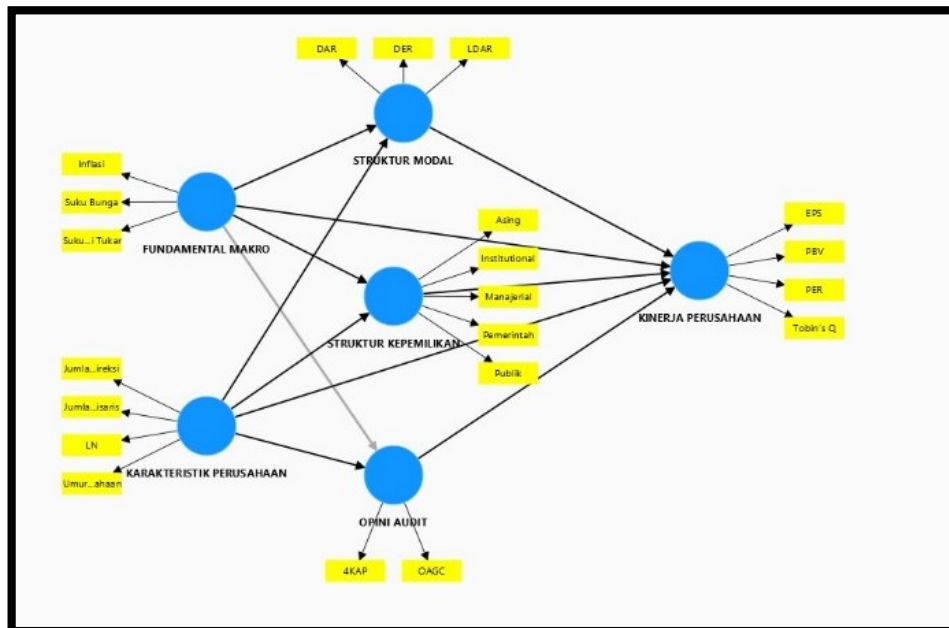 DAR
DER
LDAR
STRUKTUR MODAL
Inflasi
Suku Bunga
Suku...i Tukar
FUNDAMENTAL MAKRO
Asing
Institutional
Manajerial
Pemerintah
Publik
STRUKTUR KEPEMILIKAN
EPS
PBV
PER
Tobin's Q
KINERJA PERUSAHAAN
Jumla...ireksi
Jumla...isaris
LN
Umur...ahaan
KARAKTERISTIK PERUSAHAAN
OPINI AUDIT
4KAP
OAGC